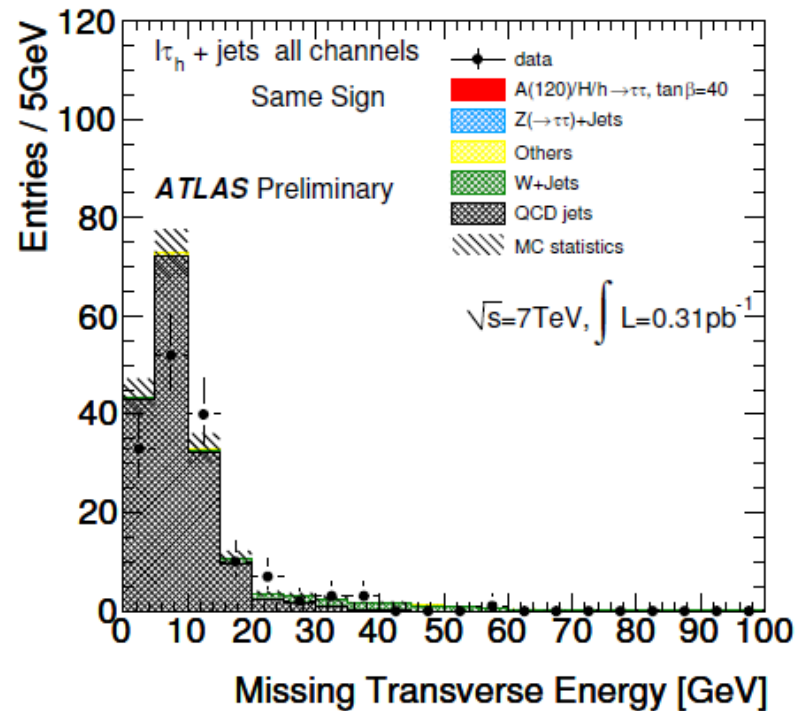 Entries / 5GeV
120
100
80
60
40
20
0
lτh + jets all channels
Same Sign
ATLAS Preliminary
data
A(120)/H/h→ττ, tanβ=40
Z(→ττ)+Jets
Others
W+Jets
QCD jets
MC statistics
√s=7TeV, ∫ L=0.31pb⁻¹
0 10 20 30 40 50 60 70 80 90 100
Missing Transverse Energy [GeV]